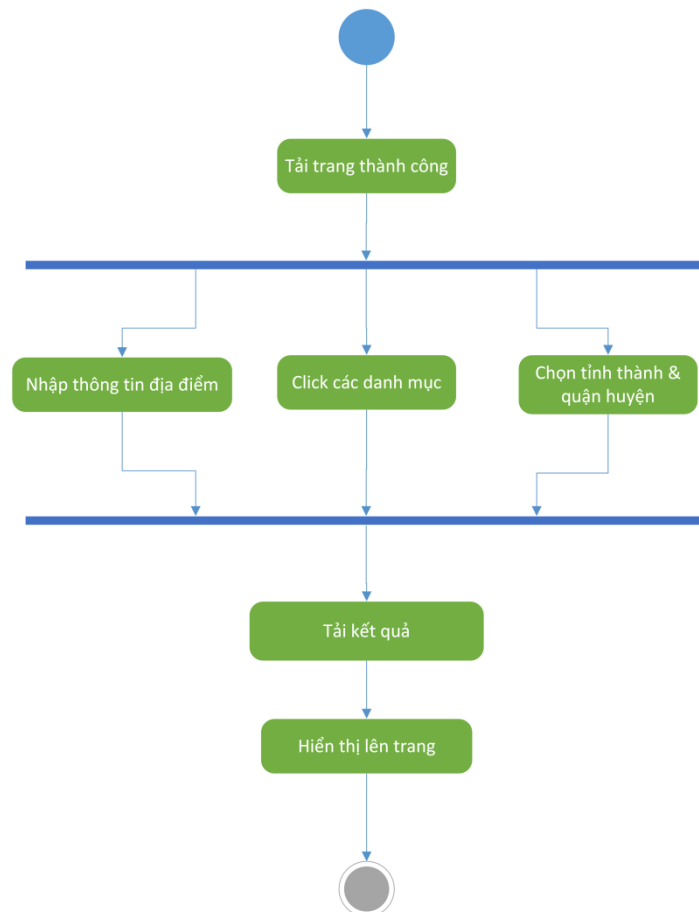 Tải trang thành công
Nhập thông tin địa điểm
Click các danh mục
Chọn tỉnh thành &
quận huyện
Tải kết quả
Hiển thị lên trang